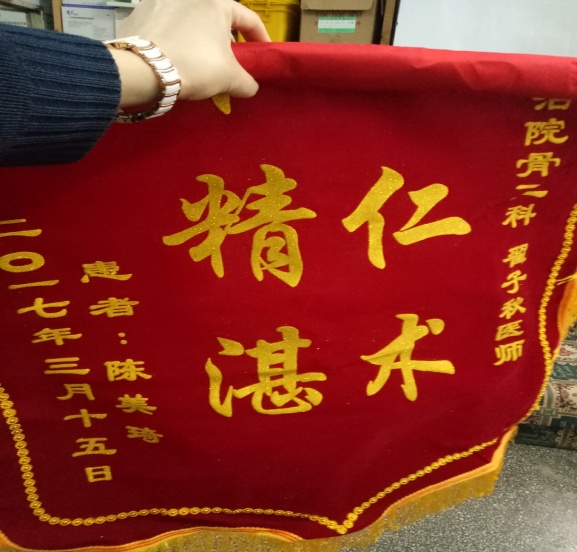 治院骨二科 翟子秋医师
仁术
精湛
患者：陈美琦
二〇一七年三月十五日